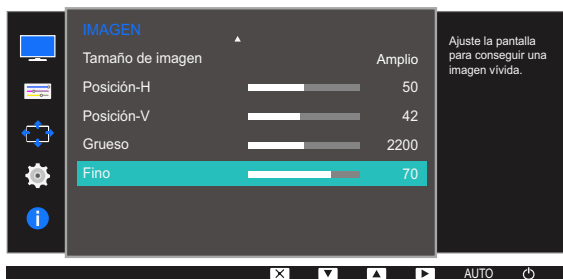 IMAGEN
Tamaño de imagen Amplio
Posición-H 50
Posición-V 42
Grueso 2200
Fino 70
Ajuste la pantalla
para conseguir una
imagen vívida.
AUTO